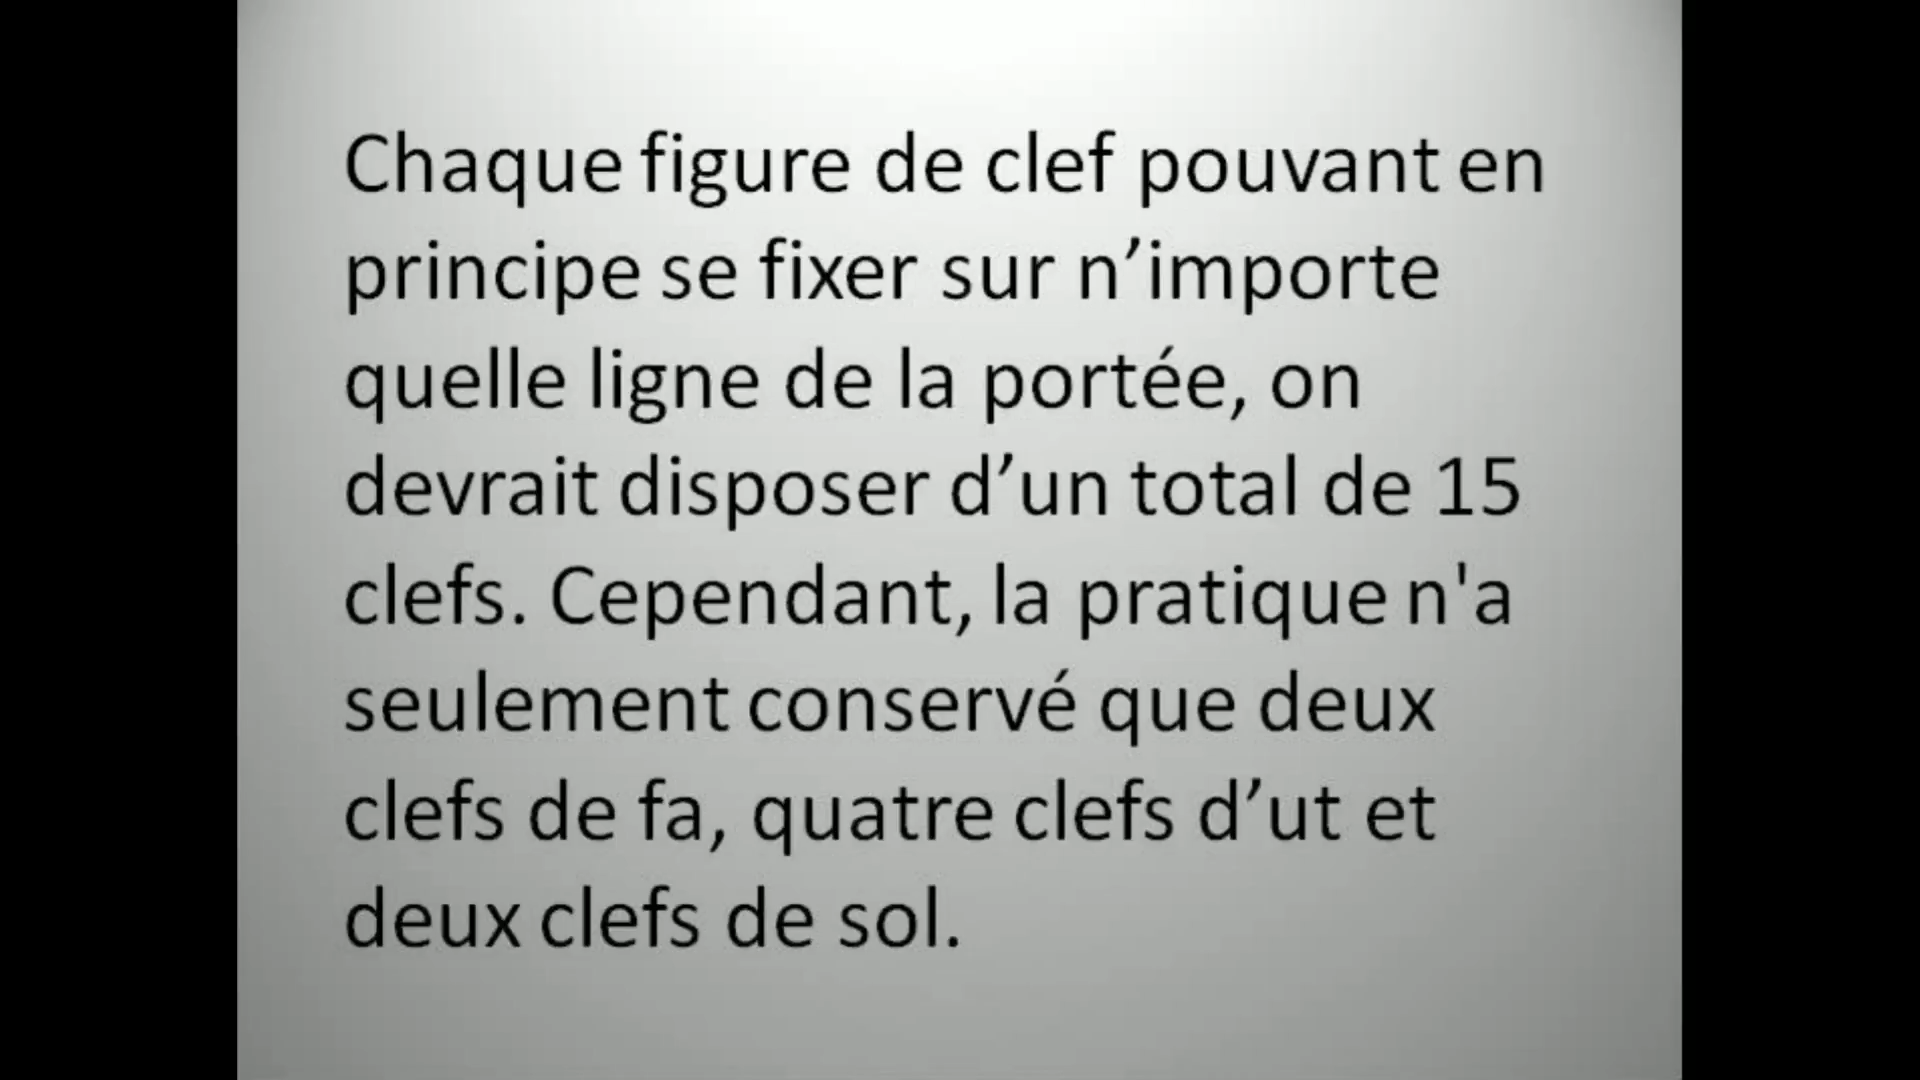 Chaque figure de clef pouvant en
principe se fixer sur n’importe
quelle ligne de la portée, on
devrait disposer d’un total de 15
clefs. Cependant, la pratique n'a
seulement conservé que deux
clefs de fa, quatre clefs d’ut et
deux clefs de sol.